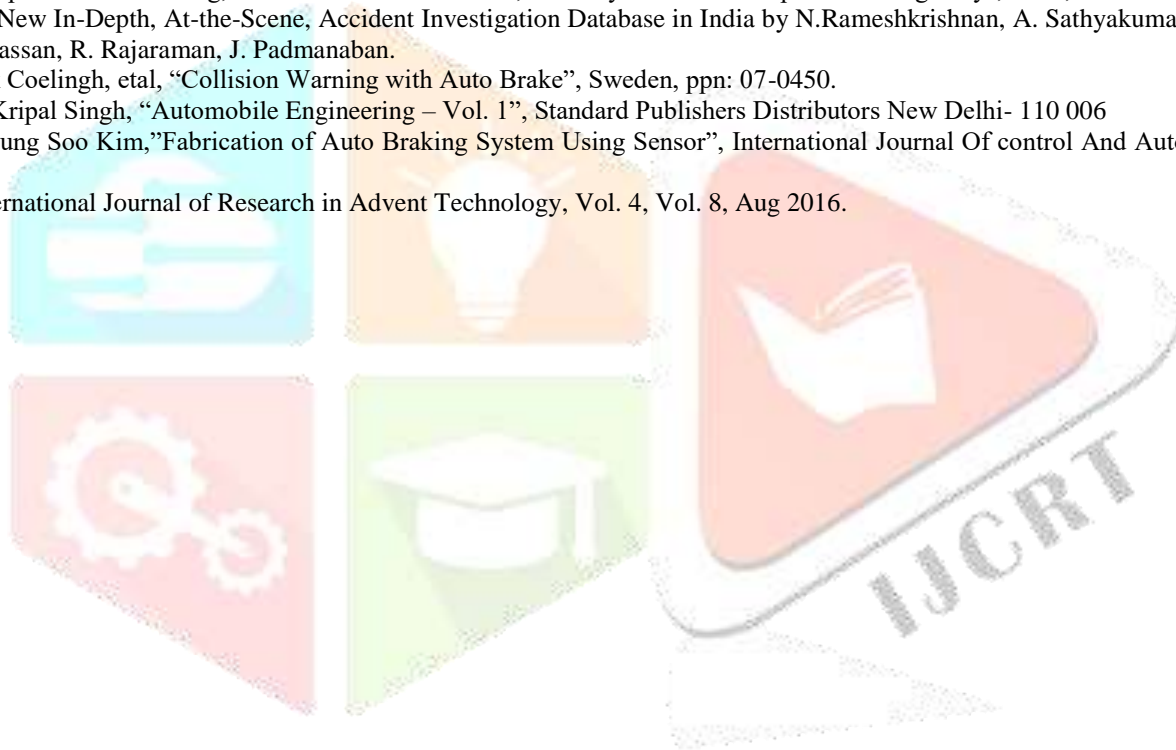 New In-Depth, At-the-Scene, Accident Investigation Database in India by N.Rameshkrishnan, A.
assan, R. Rajaraman, J. Padmanaban.
Coelingh, etal, “Collision Warning with Auto Brake”, Sweden, ppn: 07-0450.
Kripal Singh, “Automobile Engineering – Vol. 1”, Standard Publishers Distributors New Delhi- 110 006
ung Soo Kim,”Fabrication of Auto Braking System Using Sensor”, International Journal Of control And
ernational Journal of Research in Advent Technology, Vol. 4, Vol. 8, Aug 2016.
IJCRT